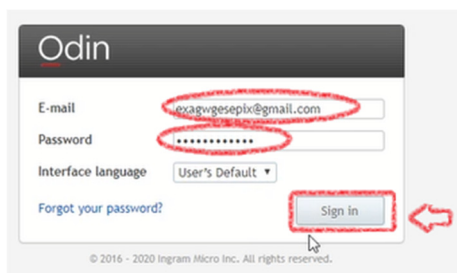 Odin
E-mail exagwgesepix@gmail.com
Password ••••••••••••
Interface language User's Default ▼
Forgot your password? Sign in
© 2016 - 2020 Ingram Micro Inc. All rights reserved.